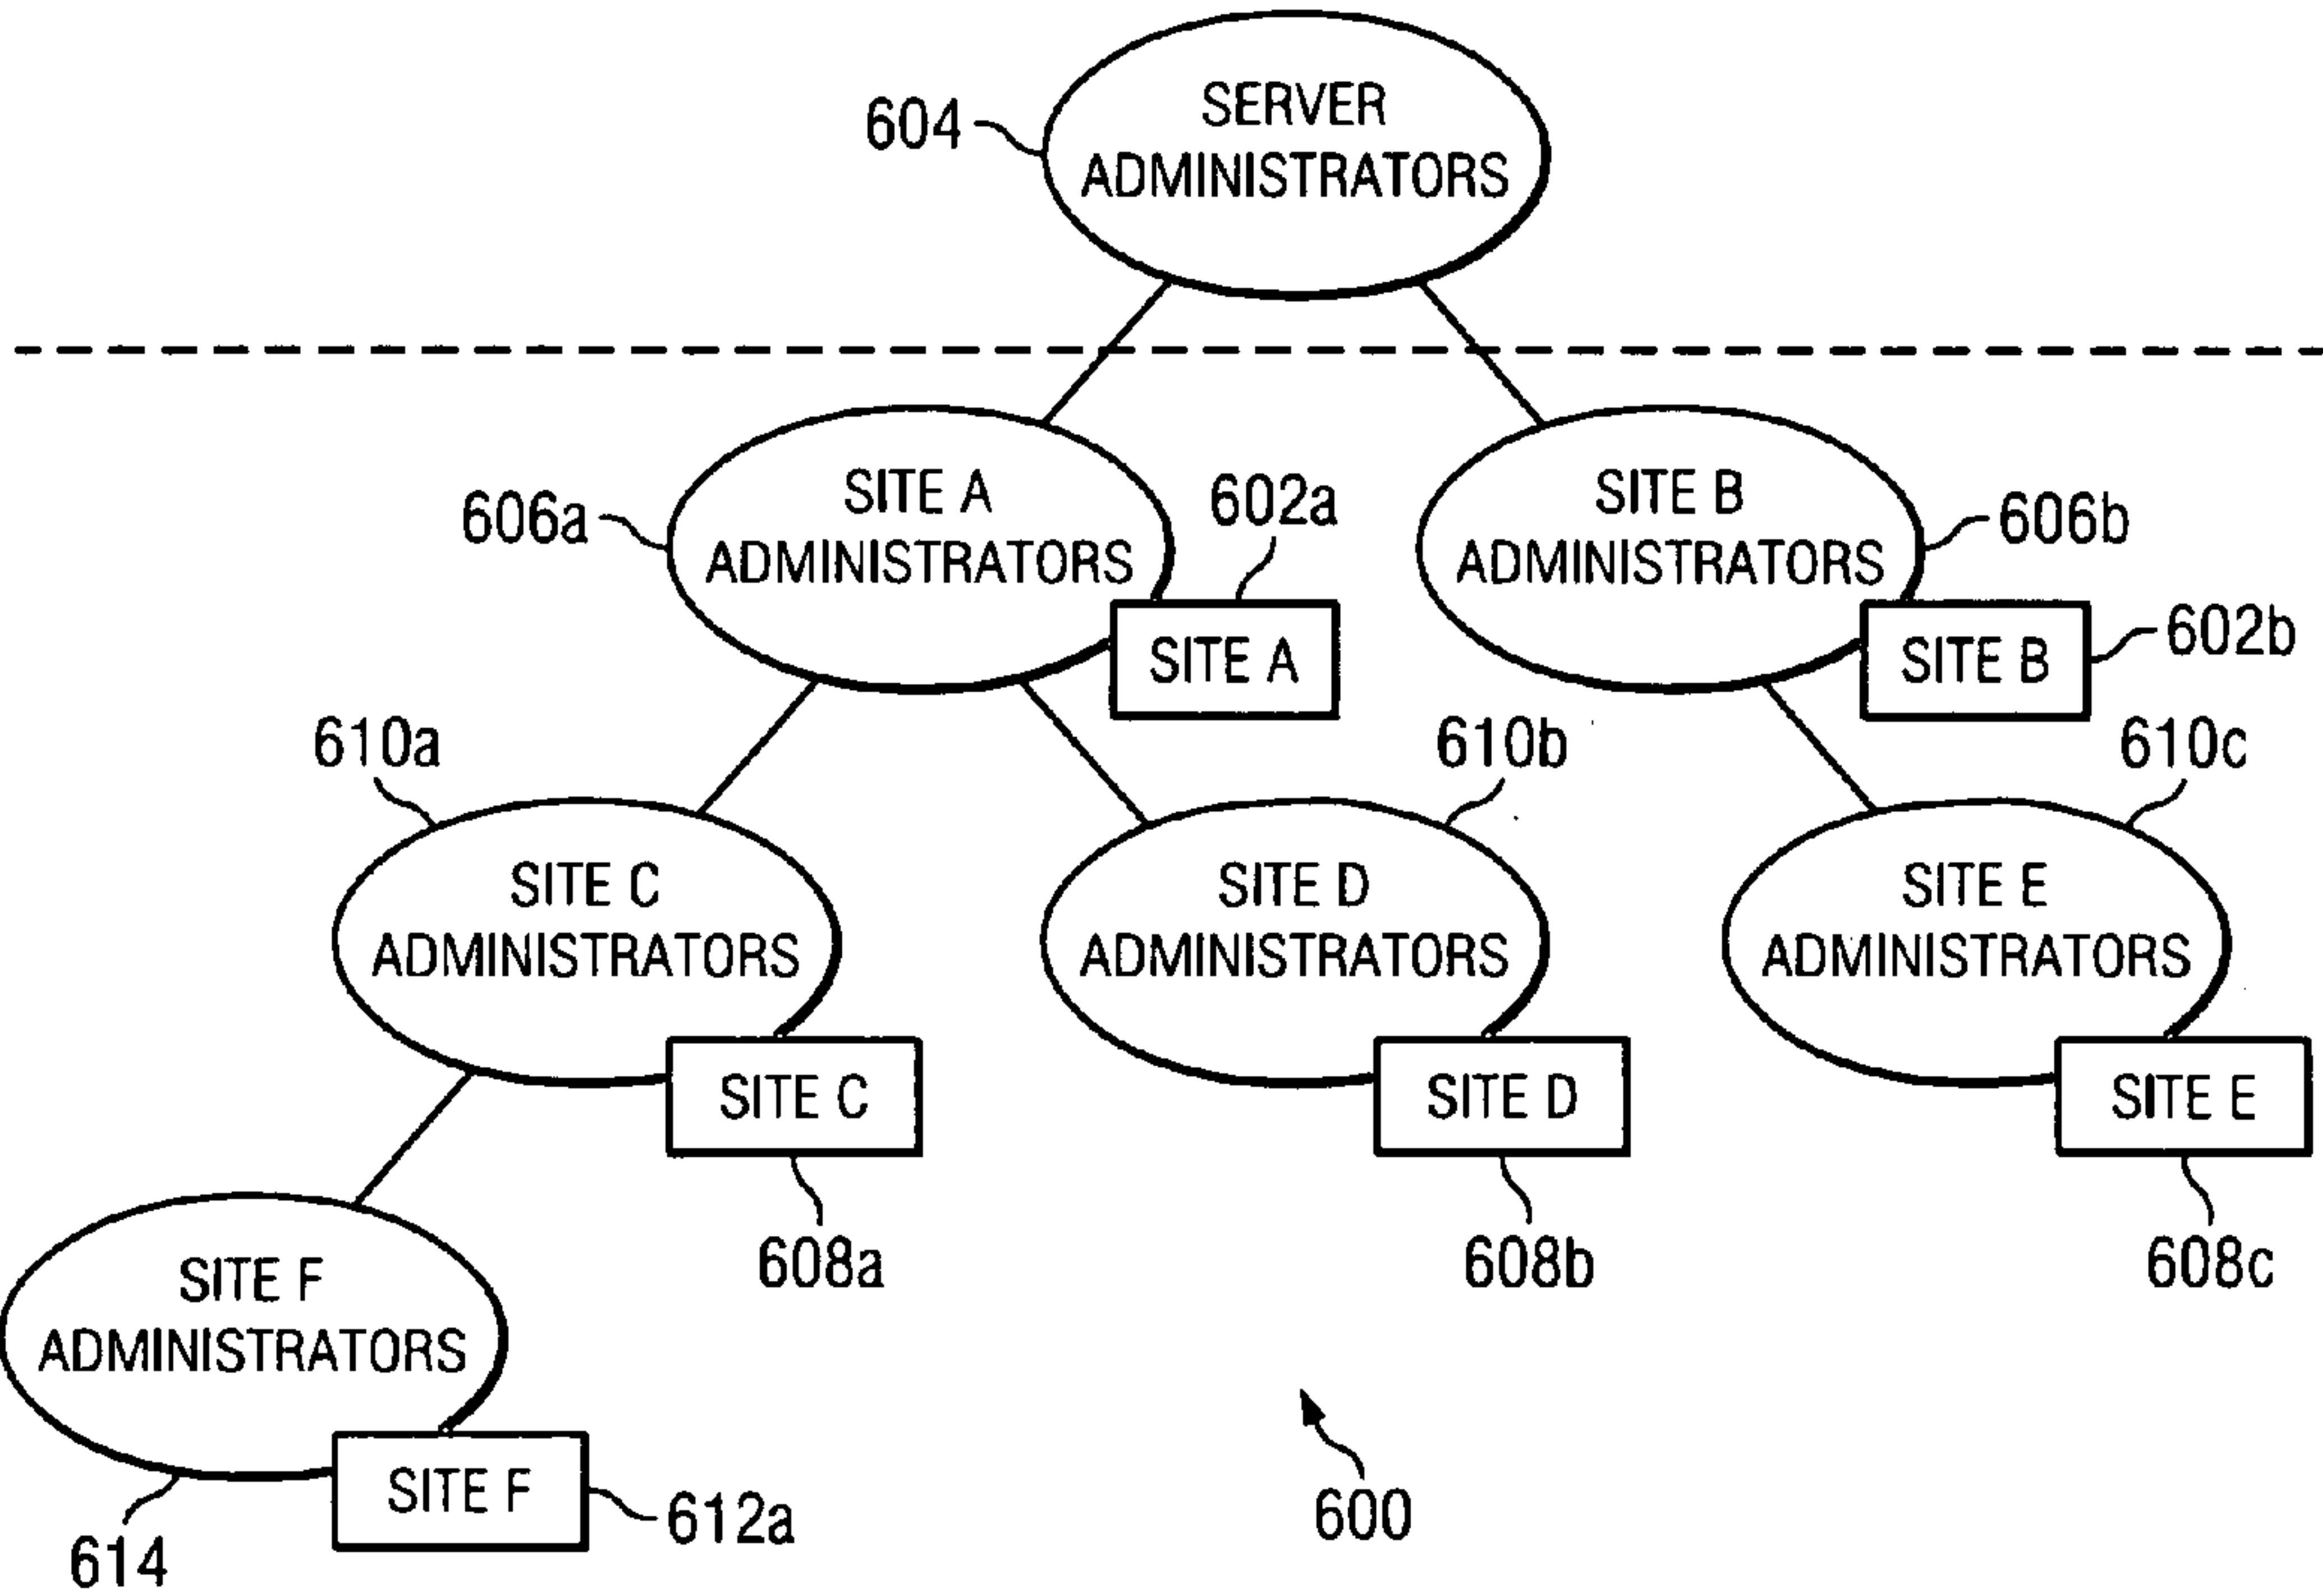 604
SERVER
ADMINISTRATORS
606a
SITE A
ADMINISTRATORS
602a
SITE A
SITE B
ADMINISTRATORS
606b
602b
SITE B
610a
SITE C
ADMINISTRATORS
SITE C
608a
610b
SITE D
ADMINISTRATORS
SITE D
608b
610c
SITE E
ADMINISTRATORS
SITE E
608c
SITE F
ADMINISTRATORS
SITE F
612a
614
600